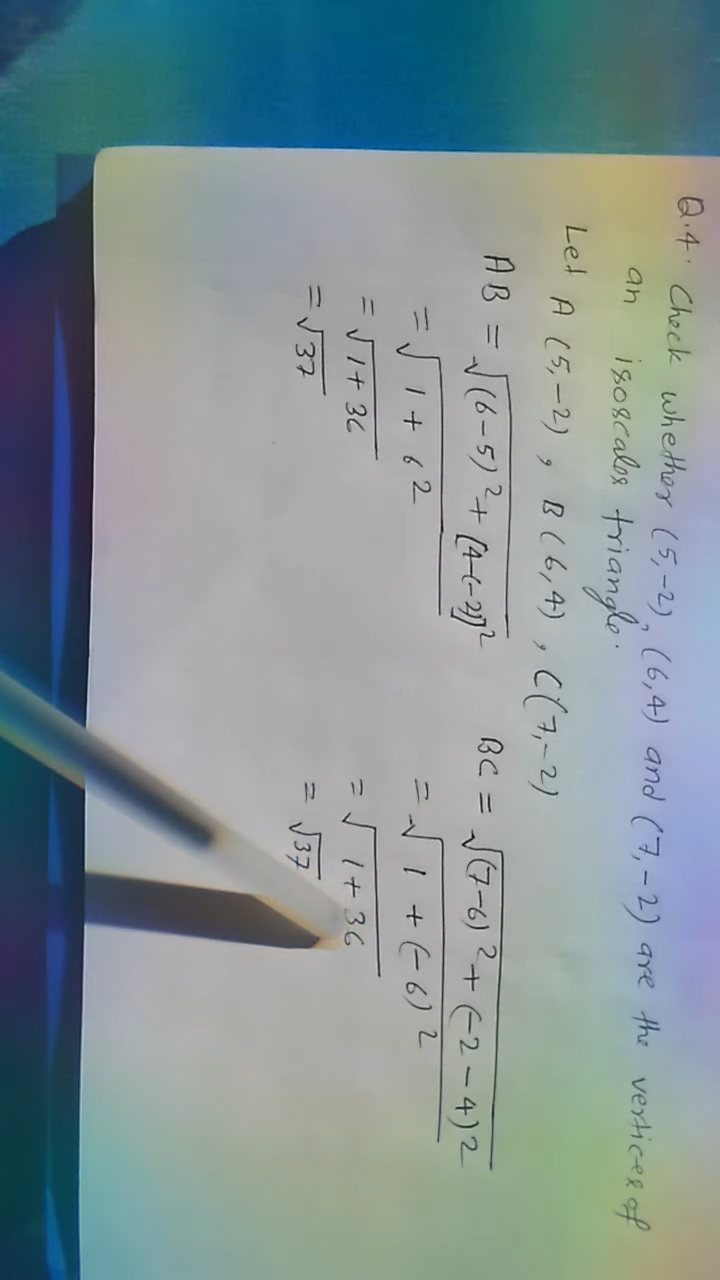 Q.4. Check whether (5,-2), (6,4) and (7,-2) are the vertices of
an isosceles triangle.
Let A (5,-2), B (6,4), C (7,-2)
AB = √(6-5)² + [4-(-2)]²
= √1 + 6²
= √1+36
= √37
BC = √(7-6)² + (-2-4)²
= √1 + (-6)²
= √1+36
= √37